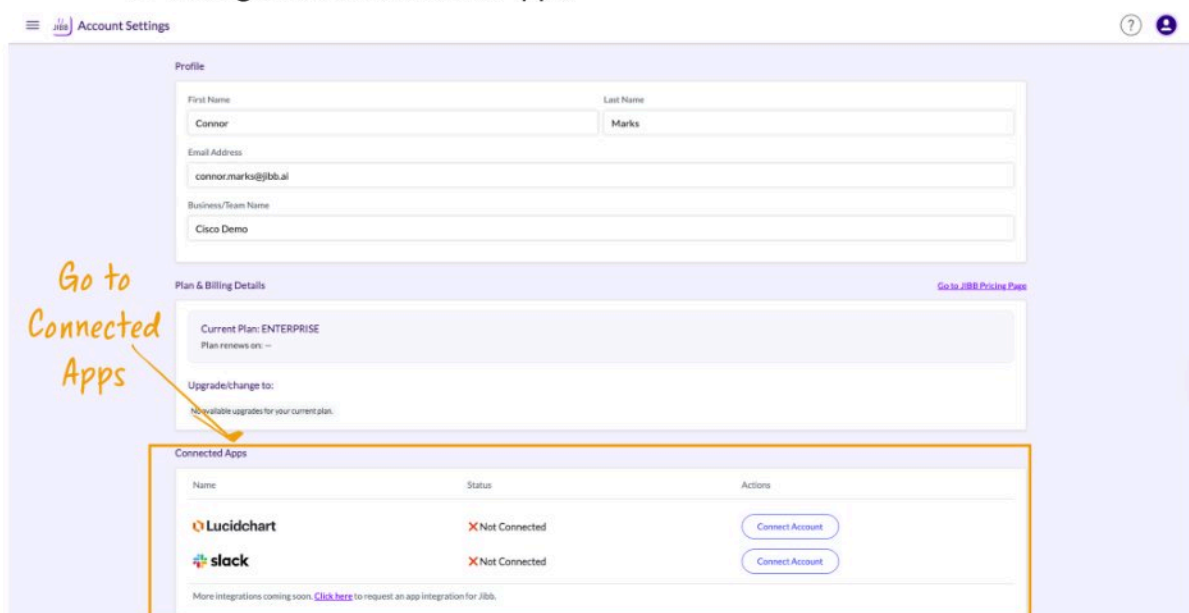 JIBB Account Settings ?
Profile
First Name Last Name
Connor Marks
Email Address
connor.marks@jibb.ai
Business/Team Name
Cisco Demo
Go to
Connected
Apps
Plan & Billing Details Go to JIBB Pricing Page
Current Plan: ENTERPRISE
Plan renews on: --
Upgrade/change to:
No available upgrades for your current plan.
Connected Apps
Name Status Actions
Lucidchart Not Connected Connect Account
slack Not Connected Connect Account
More integrations coming soon. Click here to request an app integration for Jibb.